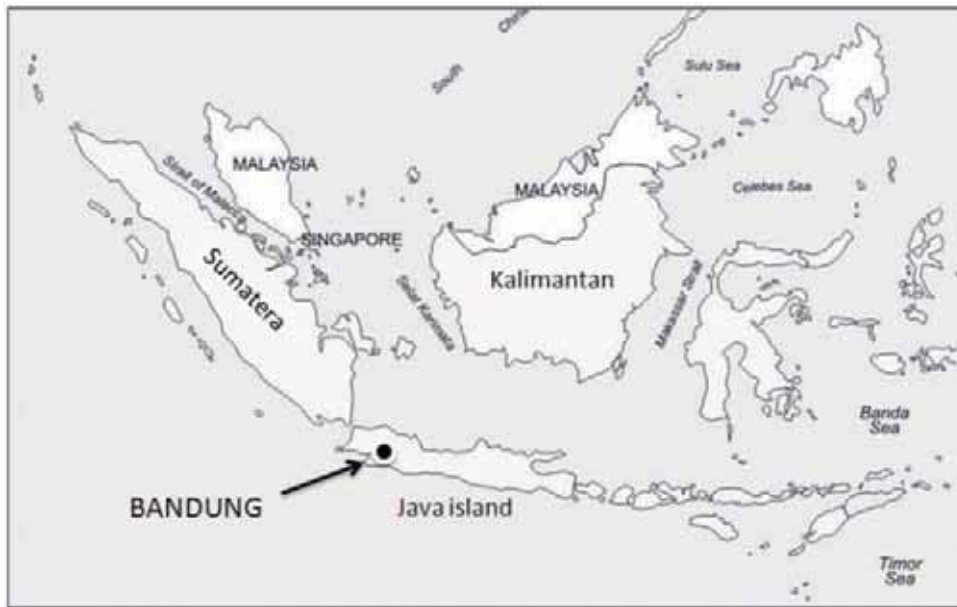 China
South
Sulu Sea
MALAYSIA
Strait of Malacca
MALAYSIA
Celebes Sea
SINGAPORE
Sumatera
Kalimantan
Selat Karimata
Makassar Strait
Banda
Sea
BANDUNG
Java island
Timor
Sea